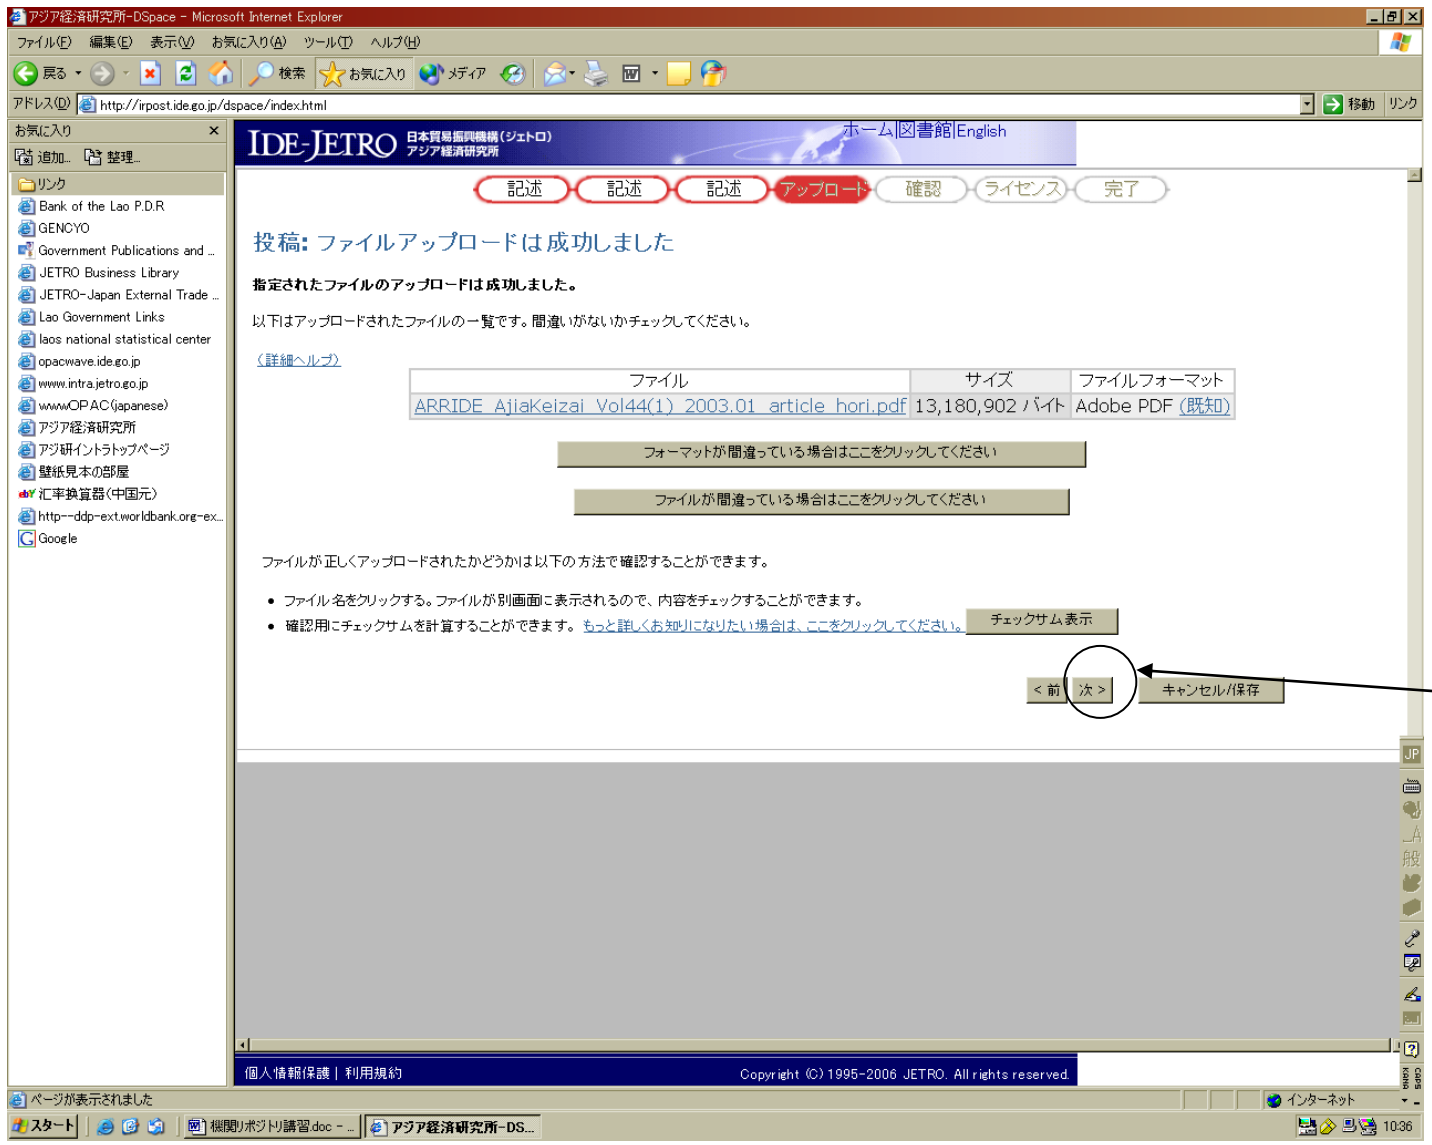 アジア経済研究所-DSpace - Microsoft Internet Explorer
ファイル(F) 編集(E) 表示(V) お気に入り(A) ツール(T) ヘルプ(H)
戻る 検索 お気に入り メディア
アドレス(D) http://irpost.ide.go.jp/dspace/index.html 移動 リンク
お気に入り ×
追加... 整理...
リンク
Bank of the Lao P.D.R
GENCYO
Government Publications and ...
JETRO Business Library
JETRO-Japan External Trade ...
Lao Government Links
laos national statistical center
opacwave.ide.go.jp
www.intra.jetro.go.jp
wwwOPAC(japanese)
アジア経済研究所
アジ研イントラトップページ
壁紙見本の部屋
汇率换算器(中国元)
http--ddp-ext.worldbank.org-ex...
Google
IDE-JETRO 日本貿易振興機構(ジェトロ)
アジア経済研究所
ホーム|図書館|English
記述 記述 記述 アップロード 確認 ライセンス 完了
投稿: ファイルアップロードは成功しました
指定されたファイルのアップロードは成功しました。
以下はアップロードされたファイルの一覧です。間違いがないかチェックしてください。
(詳細ヘルプ)
ファイル サイズ ファイルフォーマット
ARRIDE_AjiaKeizai_Vol44(1)_2003.01_article_hori.pdf 13,180,902 バイト Adobe PDF (既知)
フォーマットが間違っている場合はここをクリックしてください
ファイルが間違っている場合はここをクリックしてください
ファイルが正しくアップロードされたかどうかは以下の方法で確認することができます。
• ファイル名をクリックする。ファイルが別画面に表示されるので、内容をチェックすることができます。
• 確認用にチェックサムを計算することができます。 もっと詳しくお知りになりたい場合は、ここをクリックしてください。 チェックサム表示
< 前 次 > キャンセル/保存
JP
_A
般
CAPS
KANA
個人情報保護 | 利用規約 Copyright (C) 1995-2006 JETRO. All rights reserved.
ページが表示されました インターネット
スタート 機関リポジトリ講習.doc - ... アジア経済研究所-DS... 10:36